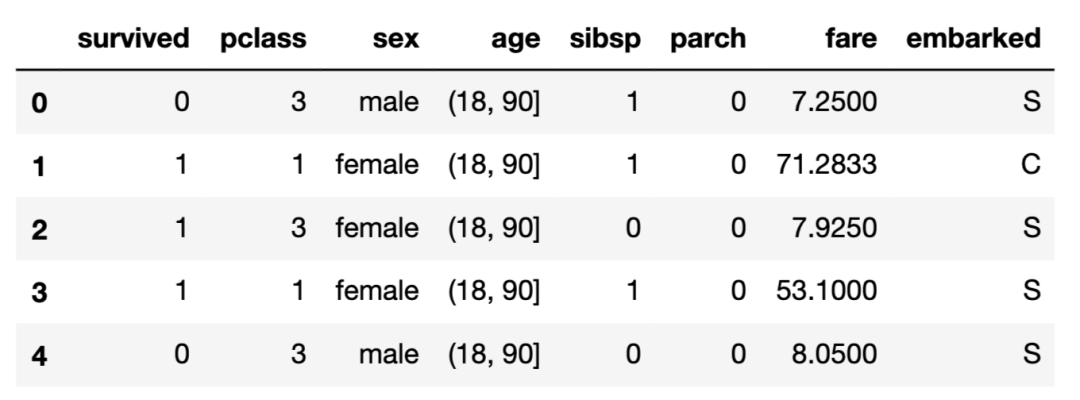 survived pclass sex age sibsp parch fare embarked
0 0 3 male (18, 90] 1 0 7.2500 S
1 1 1 female (18, 90] 1 0 71.2833 C
2 1 3 female (18, 90] 0 0 7.9250 S
3 1 1 female (18, 90] 1 0 53.1000 S
4 0 3 male (18, 90] 0 0 8.0500 S